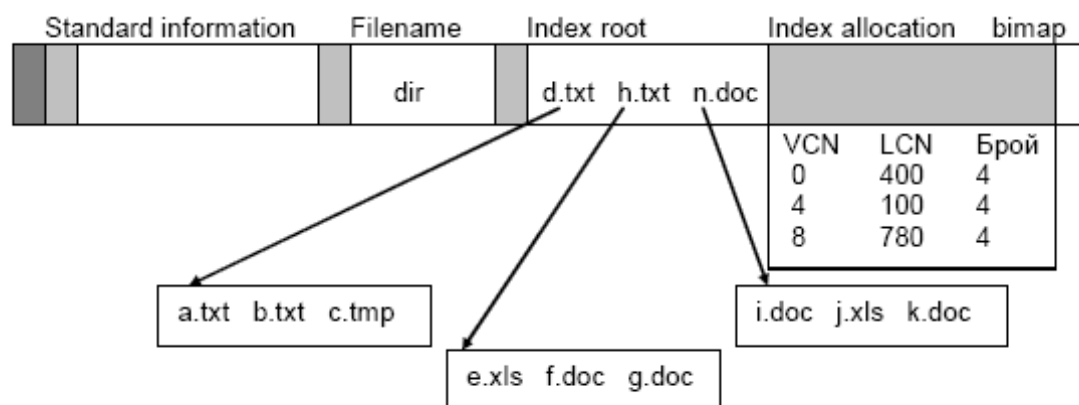 Standard information Filename Index root Index allocation bimap
dir d.txt h.txt n.doc
VCN LCN Брой
0 400 4
4 100 4
8 780 4
a.txt b.txt c.tmp
i.doc j.xls k.doc
e.xls f.doc g.doc